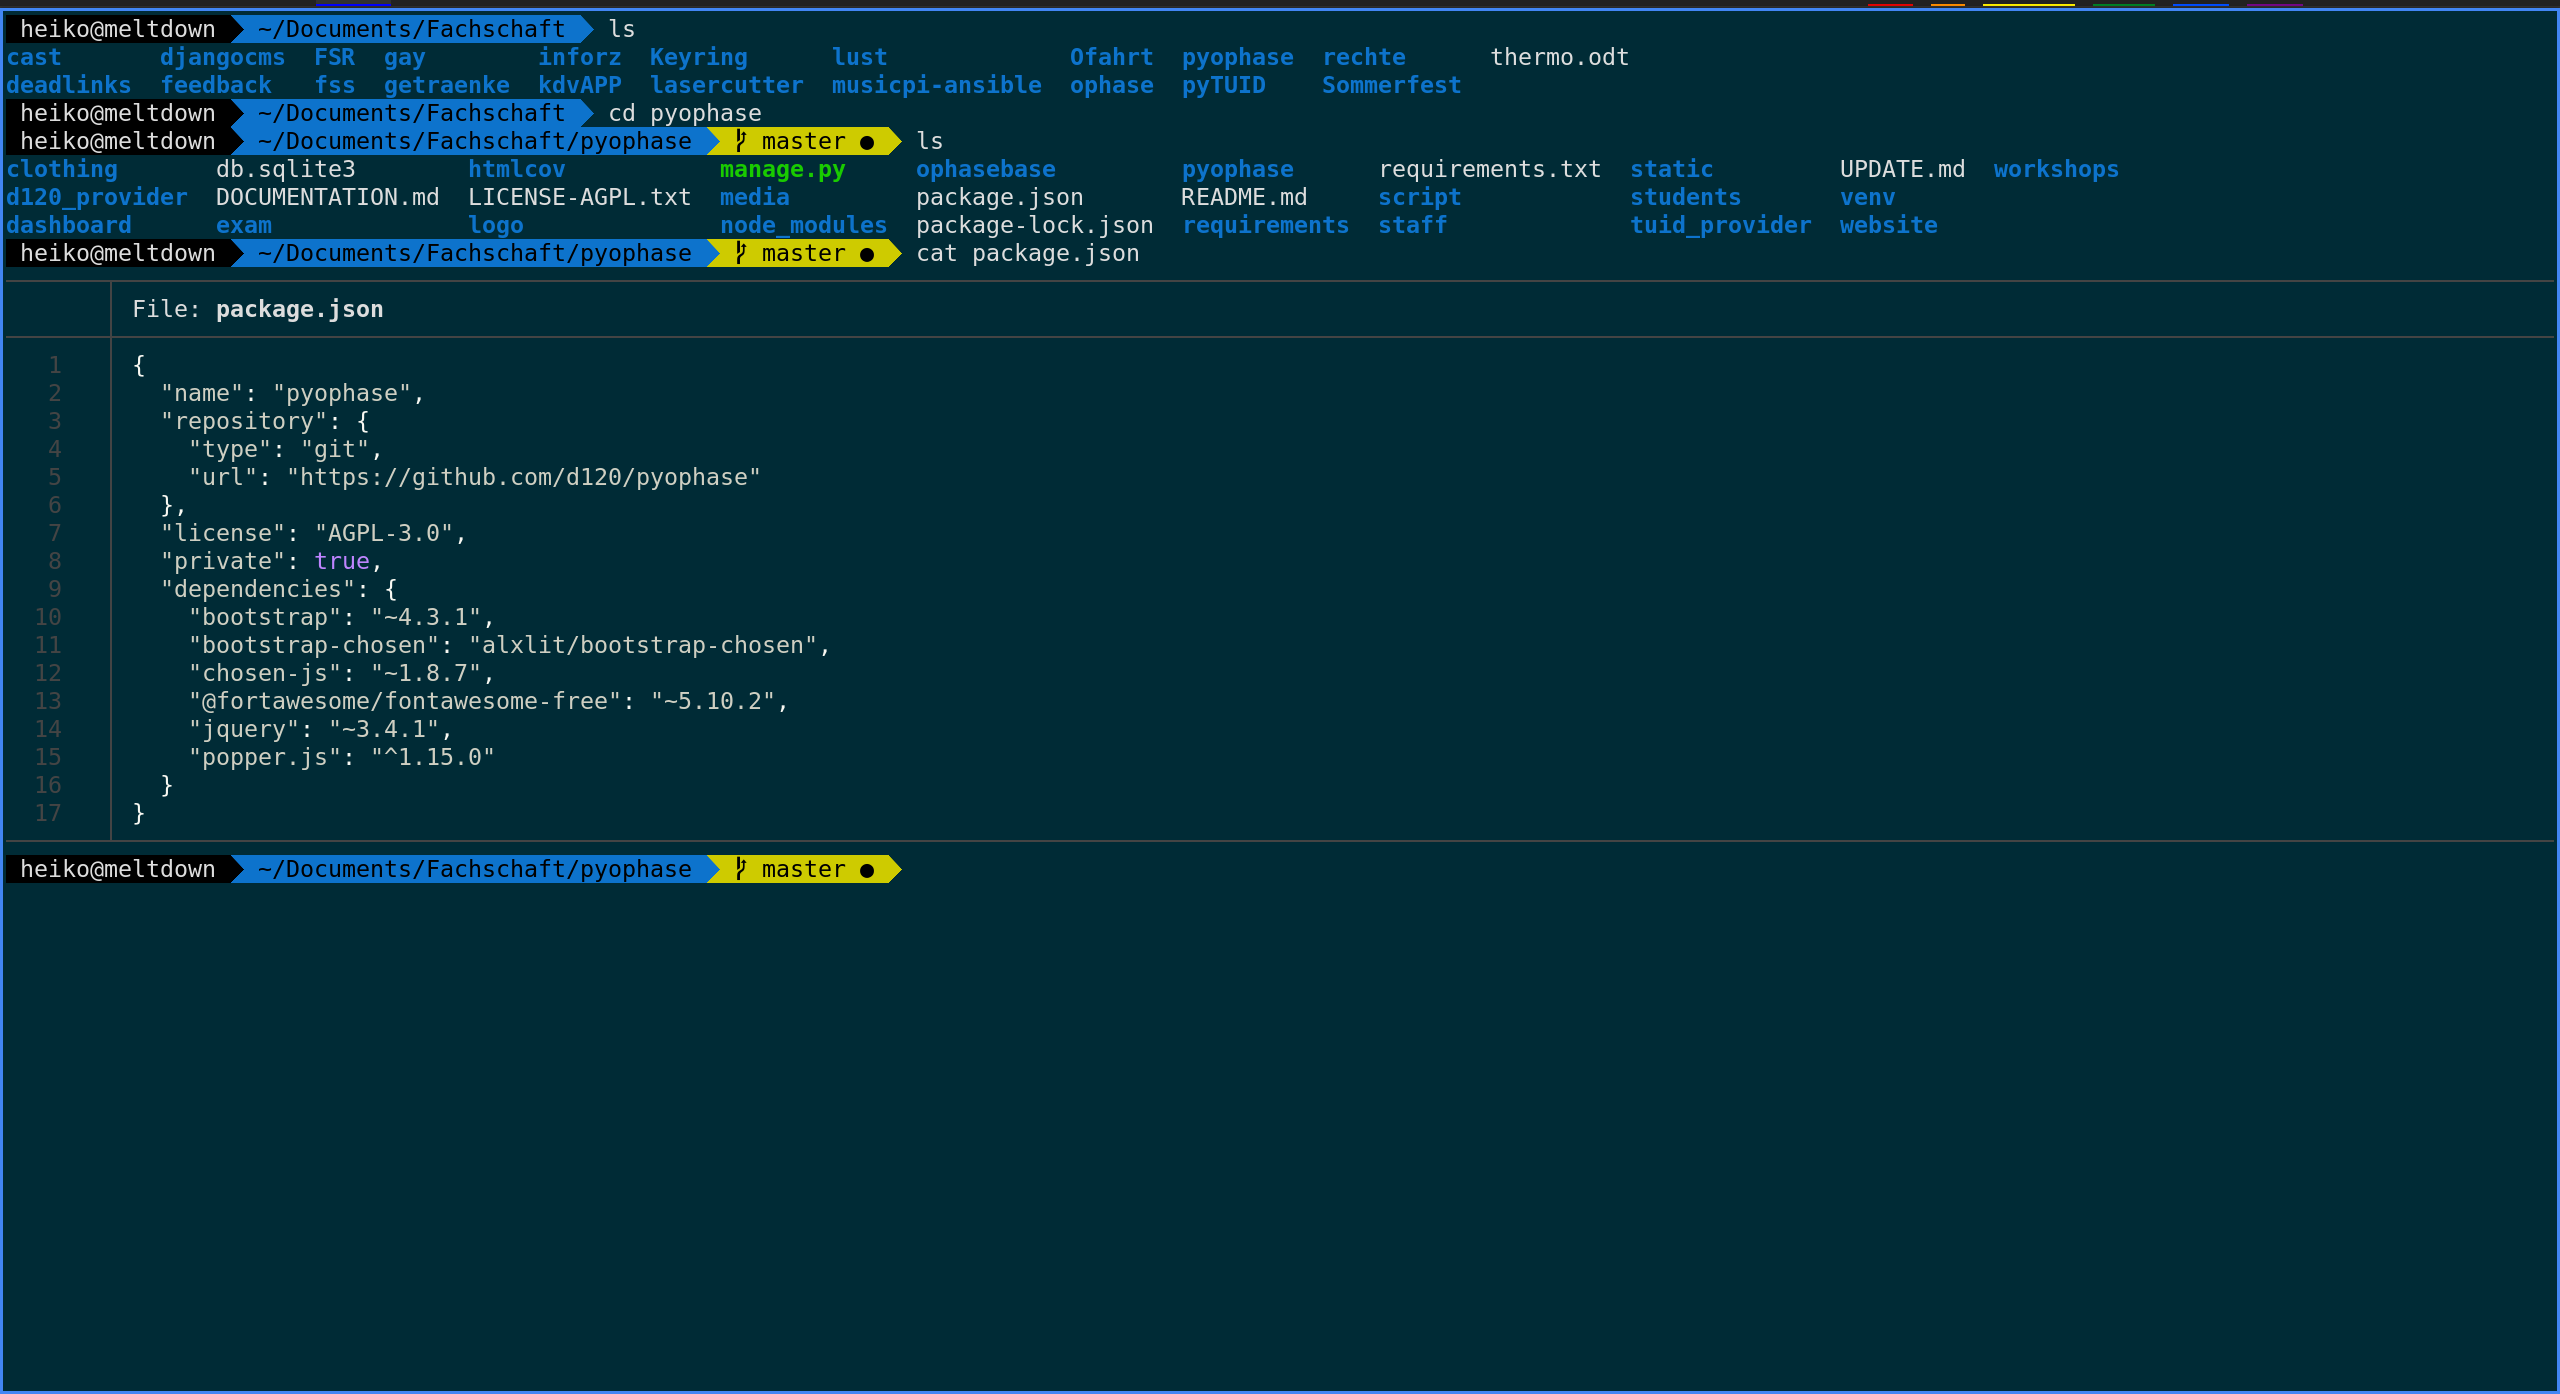 heiko@meltdown ~/Documents/Fachschaft ls
cast djangocms FSR gay inforz Keyring lust Ofahrt pyophase rechte thermo.odt
deadlinks feedback fss getraenke kdvAPP lasercutter musicpi-ansible ophase pyTUID Sommerfest
heiko@meltdown ~/Documents/Fachschaft cd pyophase
heiko@meltdown ~/Documents/Fachschaft/pyophase master ● ls
clothing db.sqlite3 htmlcov manage.py ophasebase pyophase requirements.txt static UPDATE.md workshops
d120_provider DOCUMENTATION.md LICENSE-AGPL.txt media package.json README.md script students venv
dashboard exam logo node_modules package-lock.json requirements staff tuid_provider website
heiko@meltdown ~/Documents/Fachschaft/pyophase master ● cat package.json
File: package.json
1 {
2 "name": "pyophase",
3 "repository": {
4 "type": "git",
5 "url": "https://github.com/d120/pyophase"
6 },
7 "license": "AGPL-3.0",
8 "private": true,
9 "dependencies": {
10 "bootstrap": "~4.3.1",
11 "bootstrap-chosen": "alxlit/bootstrap-chosen",
12 "chosen-js": "~1.8.7",
13 "@fortawesome/fontawesome-free": "~5.10.2",
14 "jquery": "~3.4.1",
15 "popper.js": "^1.15.0"
16 }
17 }
heiko@meltdown ~/Documents/Fachschaft/pyophase master ●